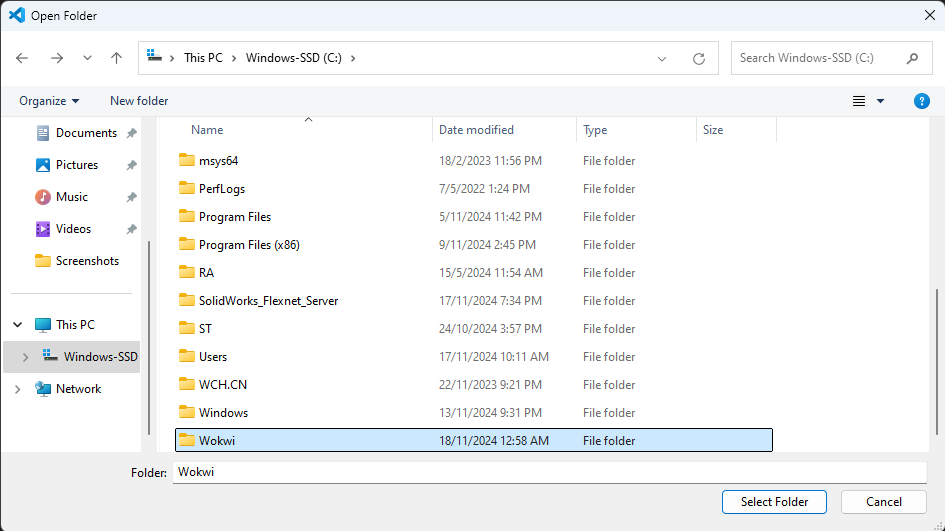 Open Folder
This PC Windows-SSD (C:)
Search Windows-SSD (C:)
Organize New folder
?
Documents
Pictures
Music
Videos
Screenshots
This PC
Windows-SSD
Network
Name Date modified Type Size
msys64 18/2/2023 11:56 PM File folder
PerfLogs 7/5/2022 1:24 PM File folder
Program Files 5/11/2024 11:42 PM File folder
Program Files (x86) 9/11/2024 2:45 PM File folder
RA 15/5/2024 11:54 AM File folder
SolidWorks_Flexnet_Server 17/11/2024 7:34 PM File folder
ST 24/10/2024 3:57 PM File folder
Users 17/11/2024 10:11 AM File folder
WCH.CN 22/11/2023 9:21 PM File folder
Windows 13/11/2024 9:31 PM File folder
Wokwi 18/11/2024 12:58 AM File folder
Folder: Wokwi
Select Folder Cancel